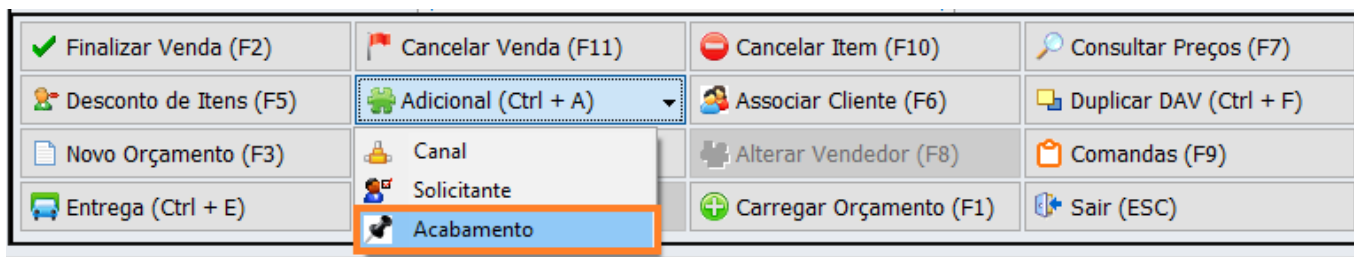 Finalizar Venda (F2)
Cancelar Venda (F11)
Cancelar Item (F10)
Consultar Preços (F7)
Desconto de Itens (F5)
Adicional (Ctrl + A)
Associar Cliente (F6)
Duplicar DAV (Ctrl + F)
Novo Orçamento (F3)
Canal
Alterar Vendedor (F8)
Comandas (F9)
Solicitante
Entrega (Ctrl + E)
Acabamento
Carregar Orçamento (F1)
Sair (ESC)